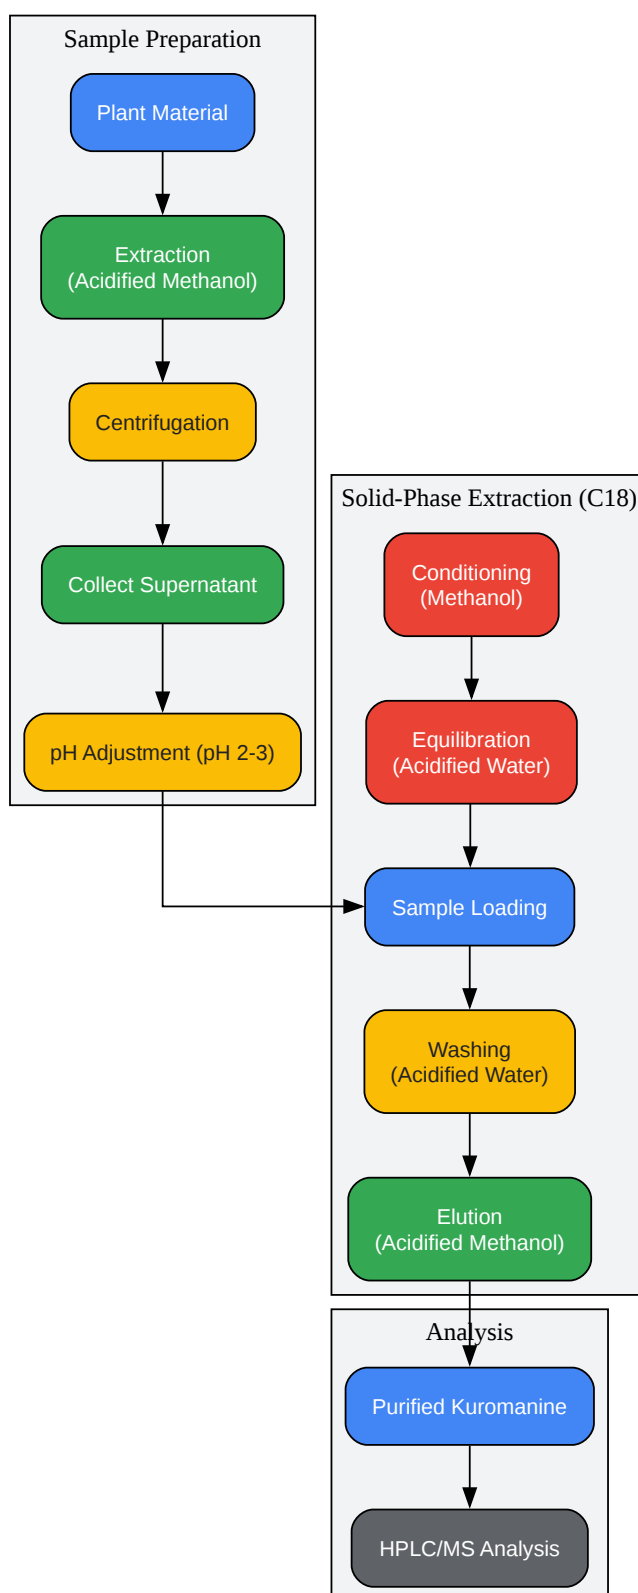 Sample Preparation
Plant Material
Extraction
(Acidified Methanol)
Centrifugation
Collect Supernatant
pH Adjustment (pH 2-3)
Solid-Phase Extraction (C18)
Conditioning
(Methanol)
Equilibration
(Acidified Water)
Sample Loading
Washing
(Acidified Water)
Elution
(Acidified Methanol)
Analysis
Purified Kuromanine
HPLC/MS Analysis